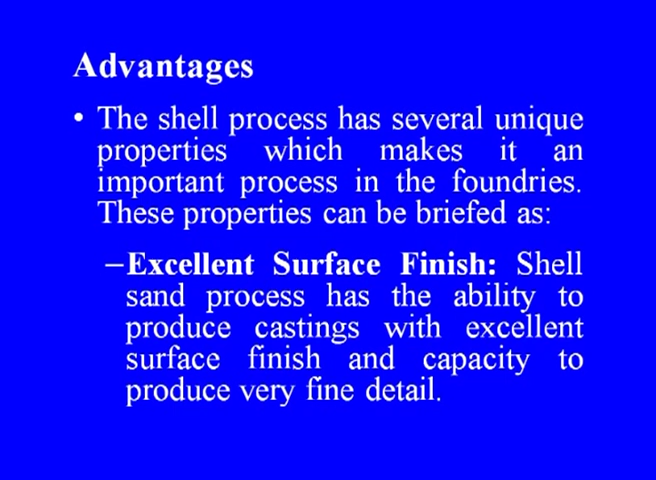 Advantages
• The shell process has several unique
properties which makes it an
important process in the foundries.
These properties can be briefed as:
–Excellent Surface Finish: Shell
sand process has the ability to
produce castings with excellent
surface finish and capacity to
produce very fine detail.